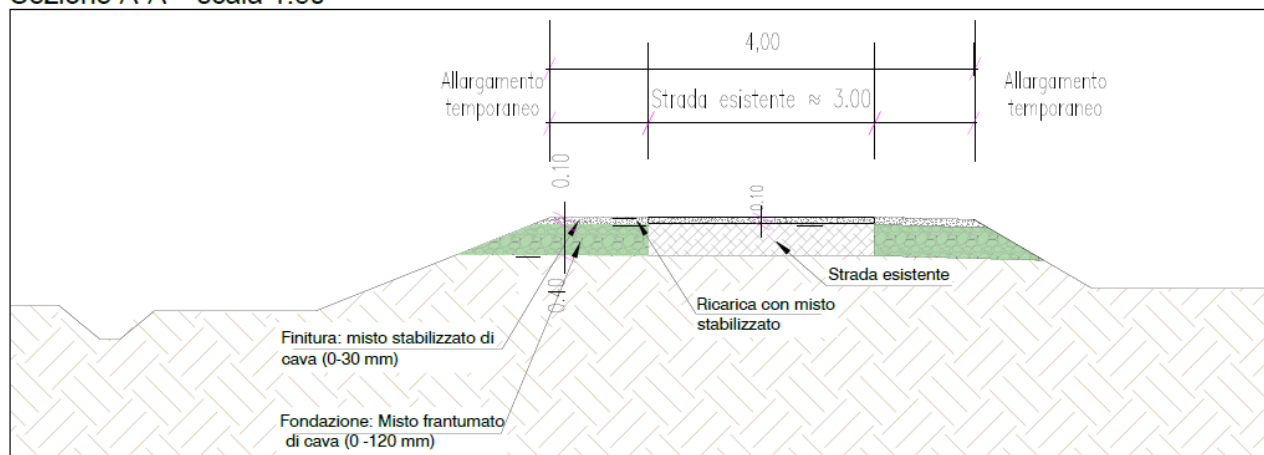 4,00
Allargamento
temporaneo
Strada esistente ≈ 3.00
Allargamento
temporaneo
0.10
0.10
Strada esistente
Ricarica con misto
stabilizzato
0.40
Finitura: misto stabilizzato di
cava (0-30 mm)
Fondazione: Misto frantumato
di cava (0 -120 mm)